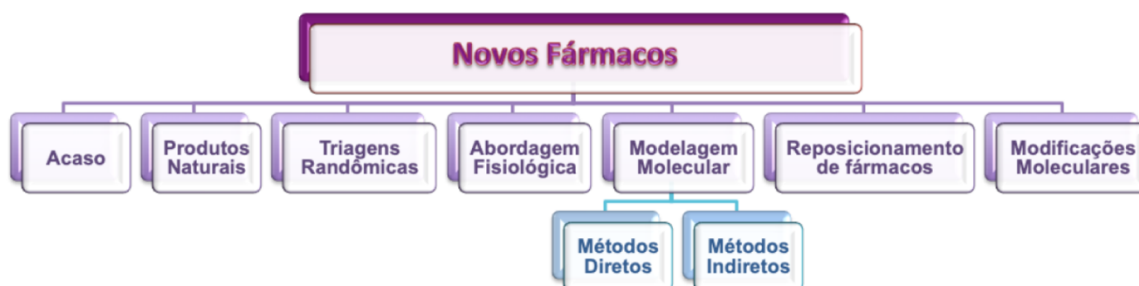 Novos Fármacos
Acaso
Produtos
Naturais
Triagens
Randômicas
Abordagem
Fisiológica
Modelagem
Molecular
Reposicionamento
de fármacos
Modificações
Moleculares
Métodos
Diretos
Métodos
Indiretos